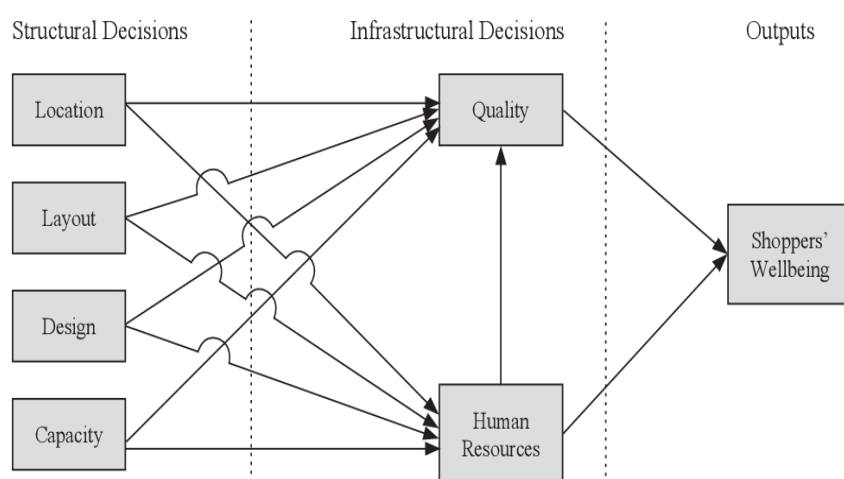 Structural Decisions
Infrastructural Decisions
Outputs
Location
Quality
Layout
Shoppers’
Wellbeing
Design
Capacity
Human
Resources